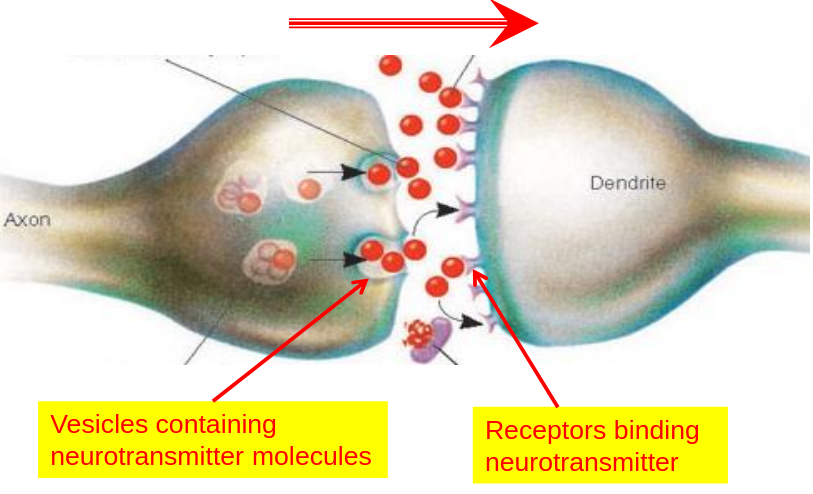 Dendrite
Axon
Vesicles containing
neurotransmitter molecules
Receptors binding
neurotransmitter